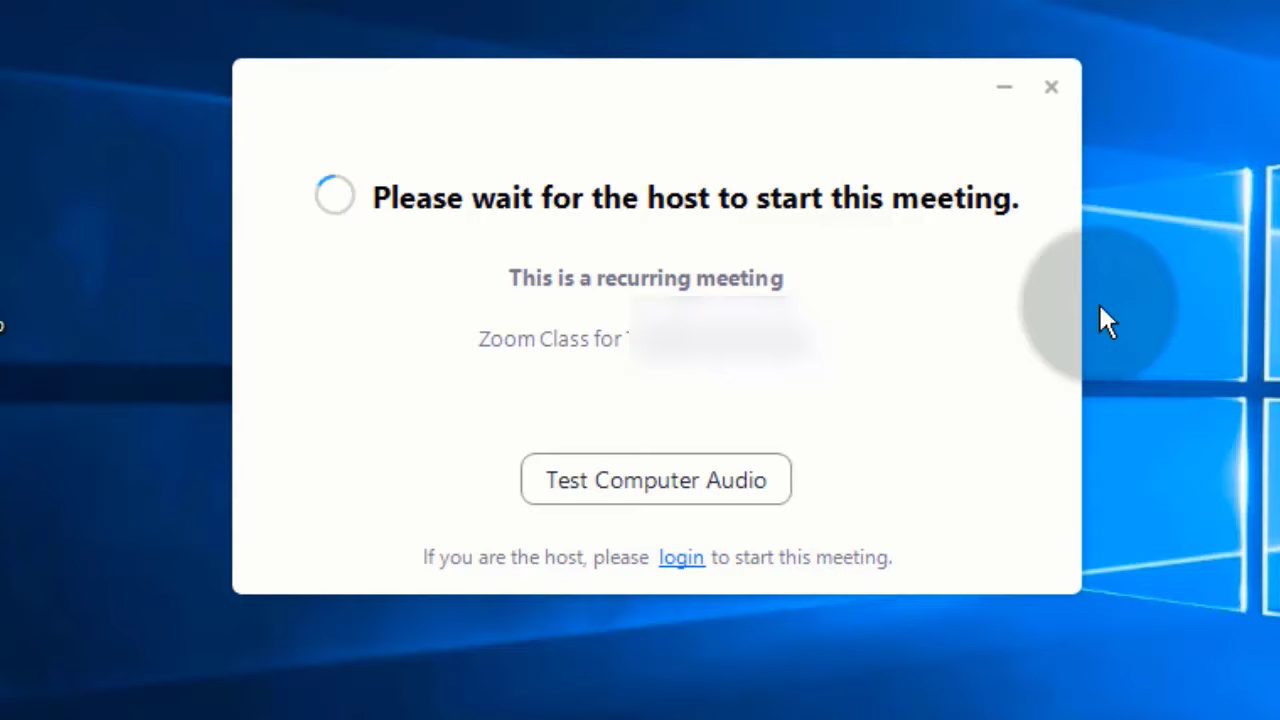 Please wait for the host to start this meeting.
This is a recurring meeting
Zoom Class for
Test Computer Audio
If you are the host, please login to start this meeting.